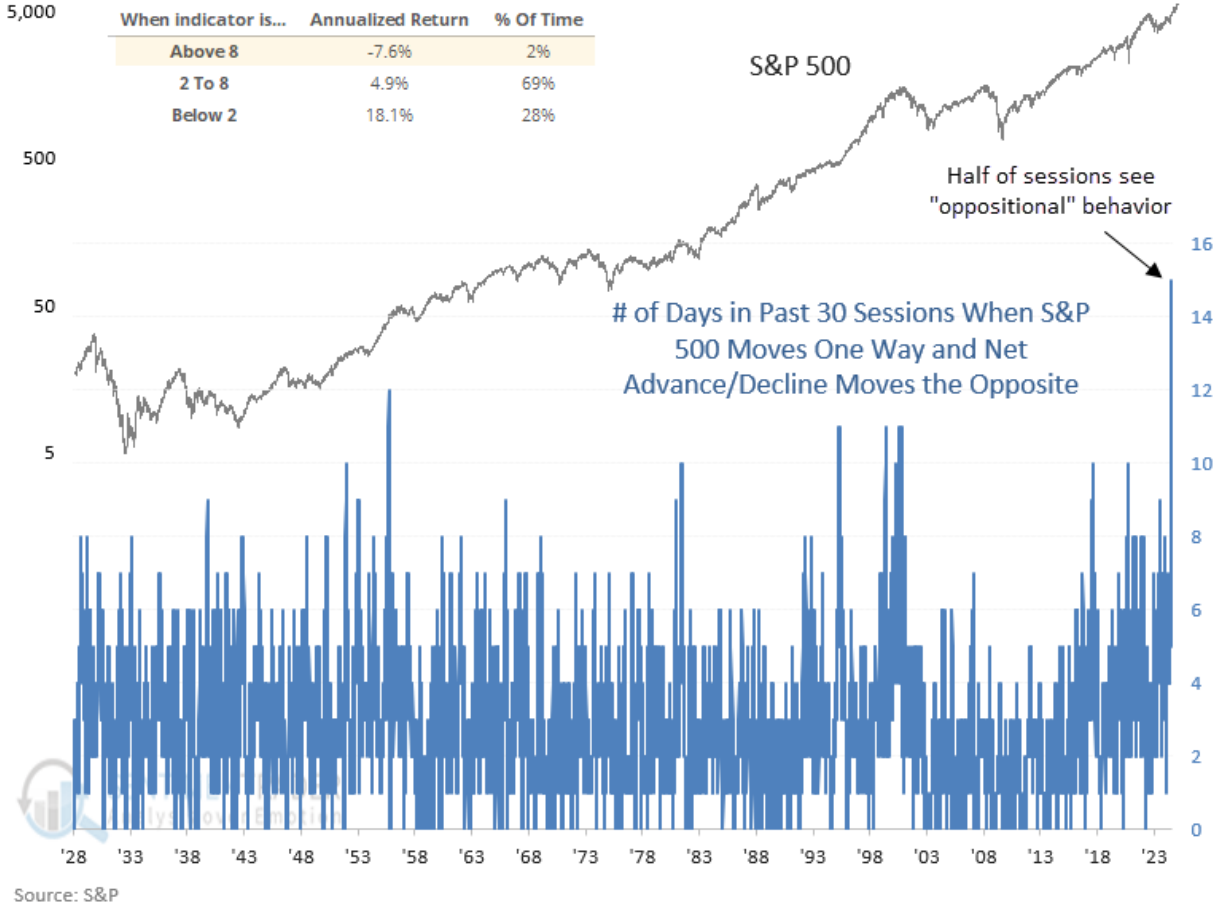 5,000
When indicator is... Annualized Return % Of Time
Above 8 -7.6% 2%
2 To 8 4.9% 69%
Below 2 18.1% 28%
S&P 500
500
Half of sessions see
"oppositional" behavior
16
50
# of Days in Past 30 Sessions When S&P
500 Moves One Way and Net
Advance/Decline Moves the Opposite
14
12
5
10
8
6
4
2
0
Analys Over Emotion
'28 '33 '38 '43 '48 '53 '58 '63 '68 '73 '78 '83 '88 '93 '98 '03 '08 '13 '18 '23
Source: S&P